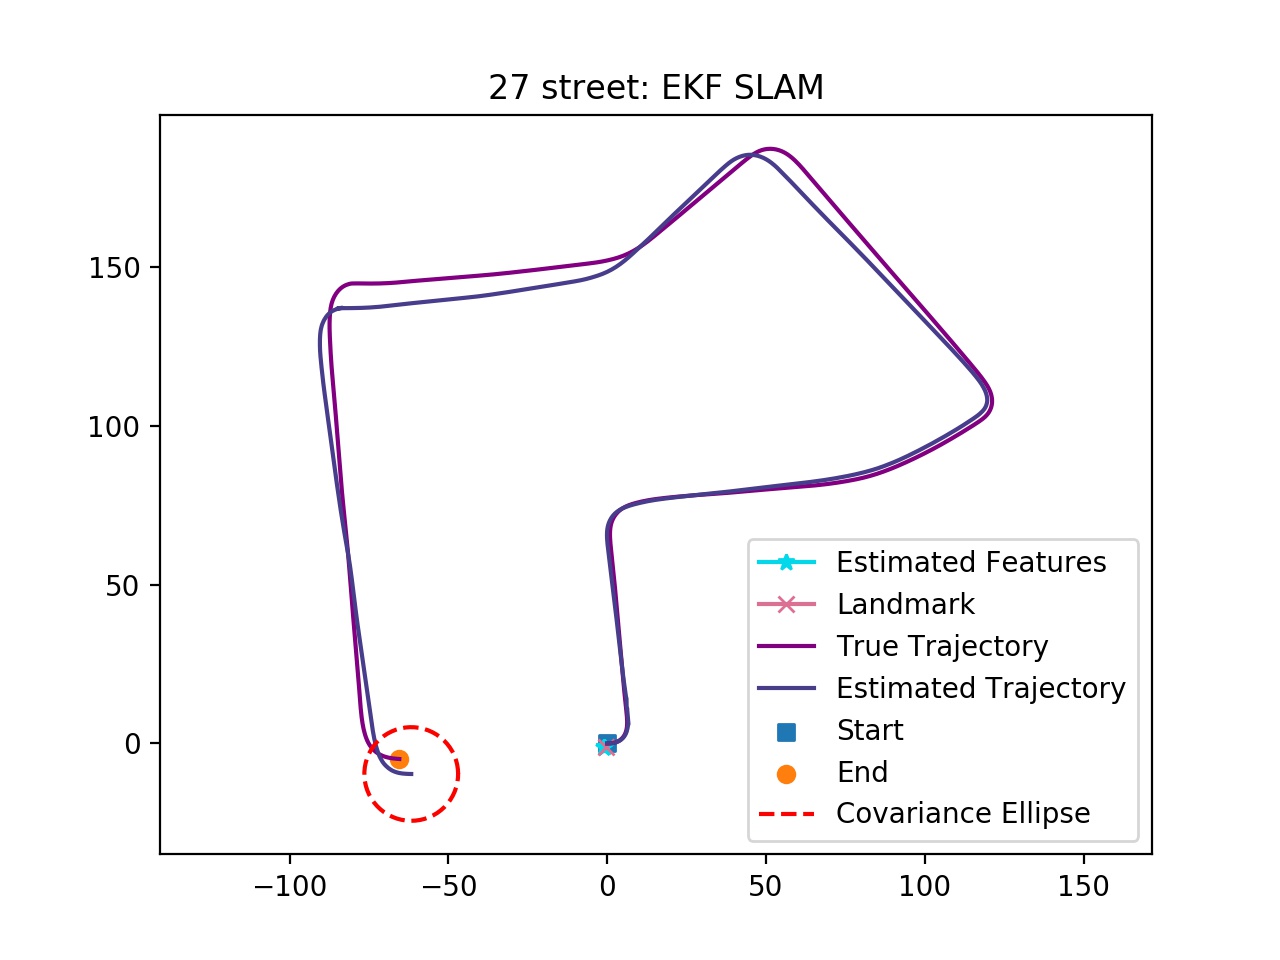 27 street: EKF SLAM
150
100
50
0
Estimated Features
Landmark
True Trajectory
Estimated Trajectory
Start
End
Covariance Ellipse
−100 −50 0 50 100 150